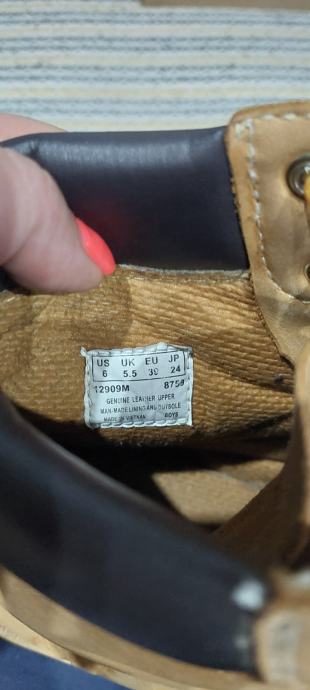 US UK EU JP
6 5.5 39 24
12909M 8759
GENUINE LEATHER UPPER
MAN-MADE LINING AND OUTSOLE
MADE IN VIETNAM BOYS